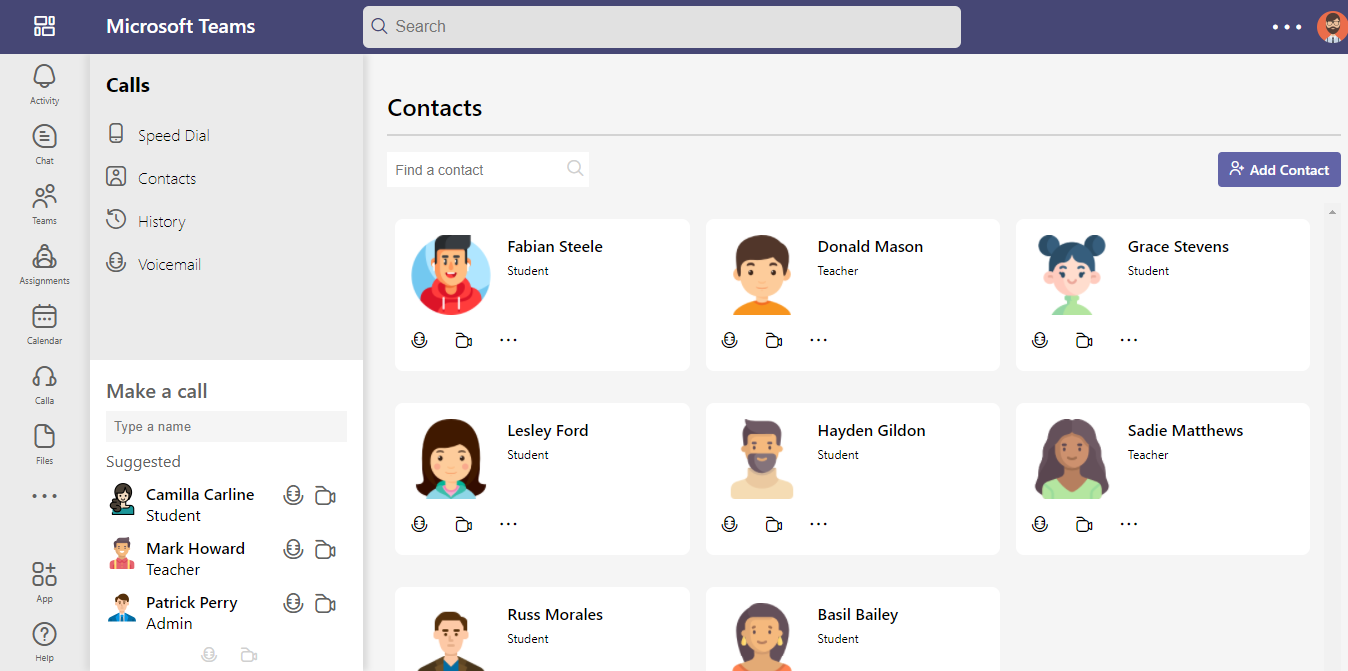 Microsoft Teams
Search
Activity
Chat
Teams
Assignments
Calendar
Calla
Files
App
Help
Calls
Speed Dial
Contacts
History
Voicemail
Make a call
Type a name
Suggested
Camilla Carline
Student
Mark Howard
Teacher
Patrick Perry
Admin
Contacts
Find a contact
Add Contact
Fabian Steele
Student
Donald Mason
Teacher
Grace Stevens
Student
Lesley Ford
Student
Hayden Gildon
Student
Sadie Matthews
Teacher
Russ Morales
Student
Basil Bailey
Student